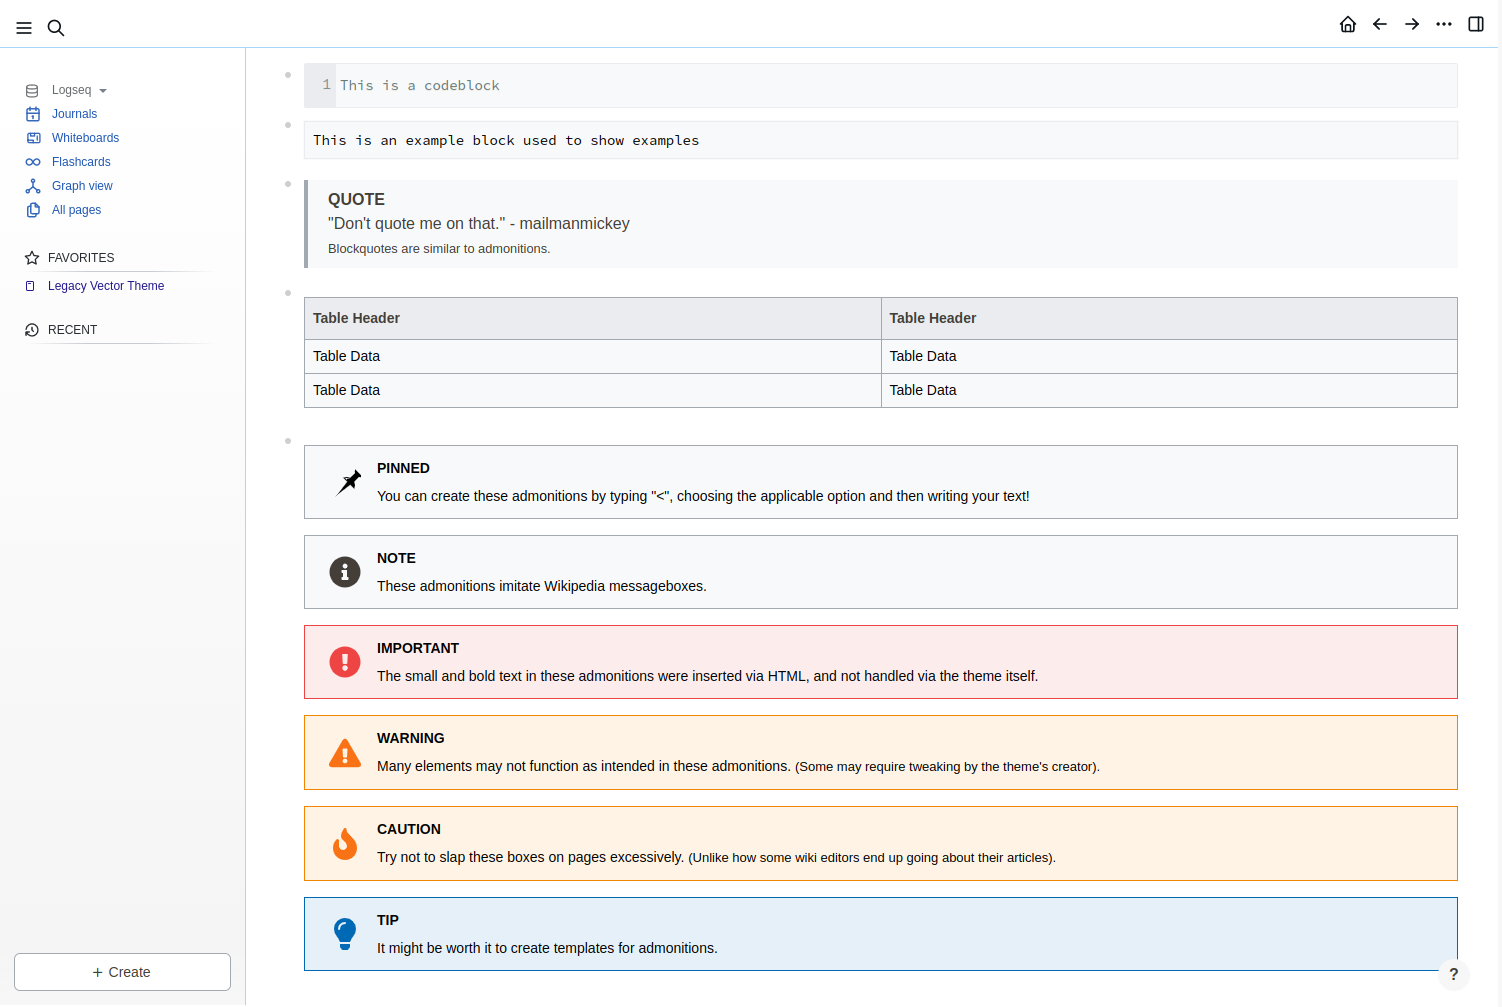 Logseq
Journals
Whiteboards
Flashcards
Graph view
All pages
FAVORITES
Legacy Vector Theme
RECENT
+ Create
1 This is a codeblock
This is an example block used to show examples
QUOTE
"Don't quote me on that." - mailmanmickey
Blockquotes are similar to admonitions.
Table Header Table Header
Table Data Table Data
Table Data Table Data
PINNED
You can create these admonitions by typing "<", choosing the applicable option and then writing your text!
NOTE
These admonitions imitate Wikipedia messageboxes.
IMPORTANT
The small and bold text in these admonitions were inserted via HTML, and not handled via the theme itself.
WARNING
Many elements may not function as intended in these admonitions. (Some may require tweaking by the theme's creator).
CAUTION
Try not to slap these boxes on pages excessively. (Unlike how some wiki editors end up going about their articles).
TIP
It might be worth it to create templates for admonitions.
?